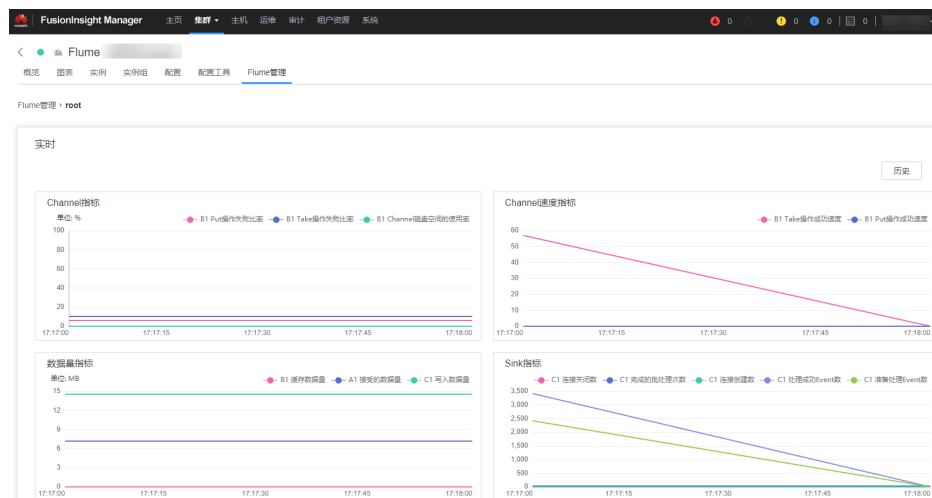 HUAWEI FusionInsight Manager 主页 集群 主机 运维 审计 租户资源 系统 0 0 0 0
Flume
概览 图表 实例 实例组 配置 配置工具 Flume管理
Flume管理 > root
实时
历史
Channel指标
单位: % B1 Put操作失败比率 B1 Take操作失败比率 B1 Channel磁盘空间的使用率
100
80
60
40
20
0
17:17:00 17:17:15 17:17:30 17:17:45 17:18:00
Channel速度指标
B1 Take操作成功速度 B1 Put操作成功速度
60
50
40
30
20
10
0
17:17:00 17:17:15 17:17:30 17:17:45 17:18:00
数据量指标
单位: MB B1 缓存数据量 A1 接受的数据量 C1 写入数据量
15
12
9
6
3
0
17:17:00 17:17:15 17:17:30 17:17:45 17:18:00
Sink指标
C1 连接关闭数 C1 完成的批处理次数 C1 连接创建数 C1 处理成功Event数 C1 准备处理Event数
3,500
3,000
2,500
2,000
1,500
1,000
500
0
17:17:00 17:17:15 17:17:30 17:17:45 17:18:00